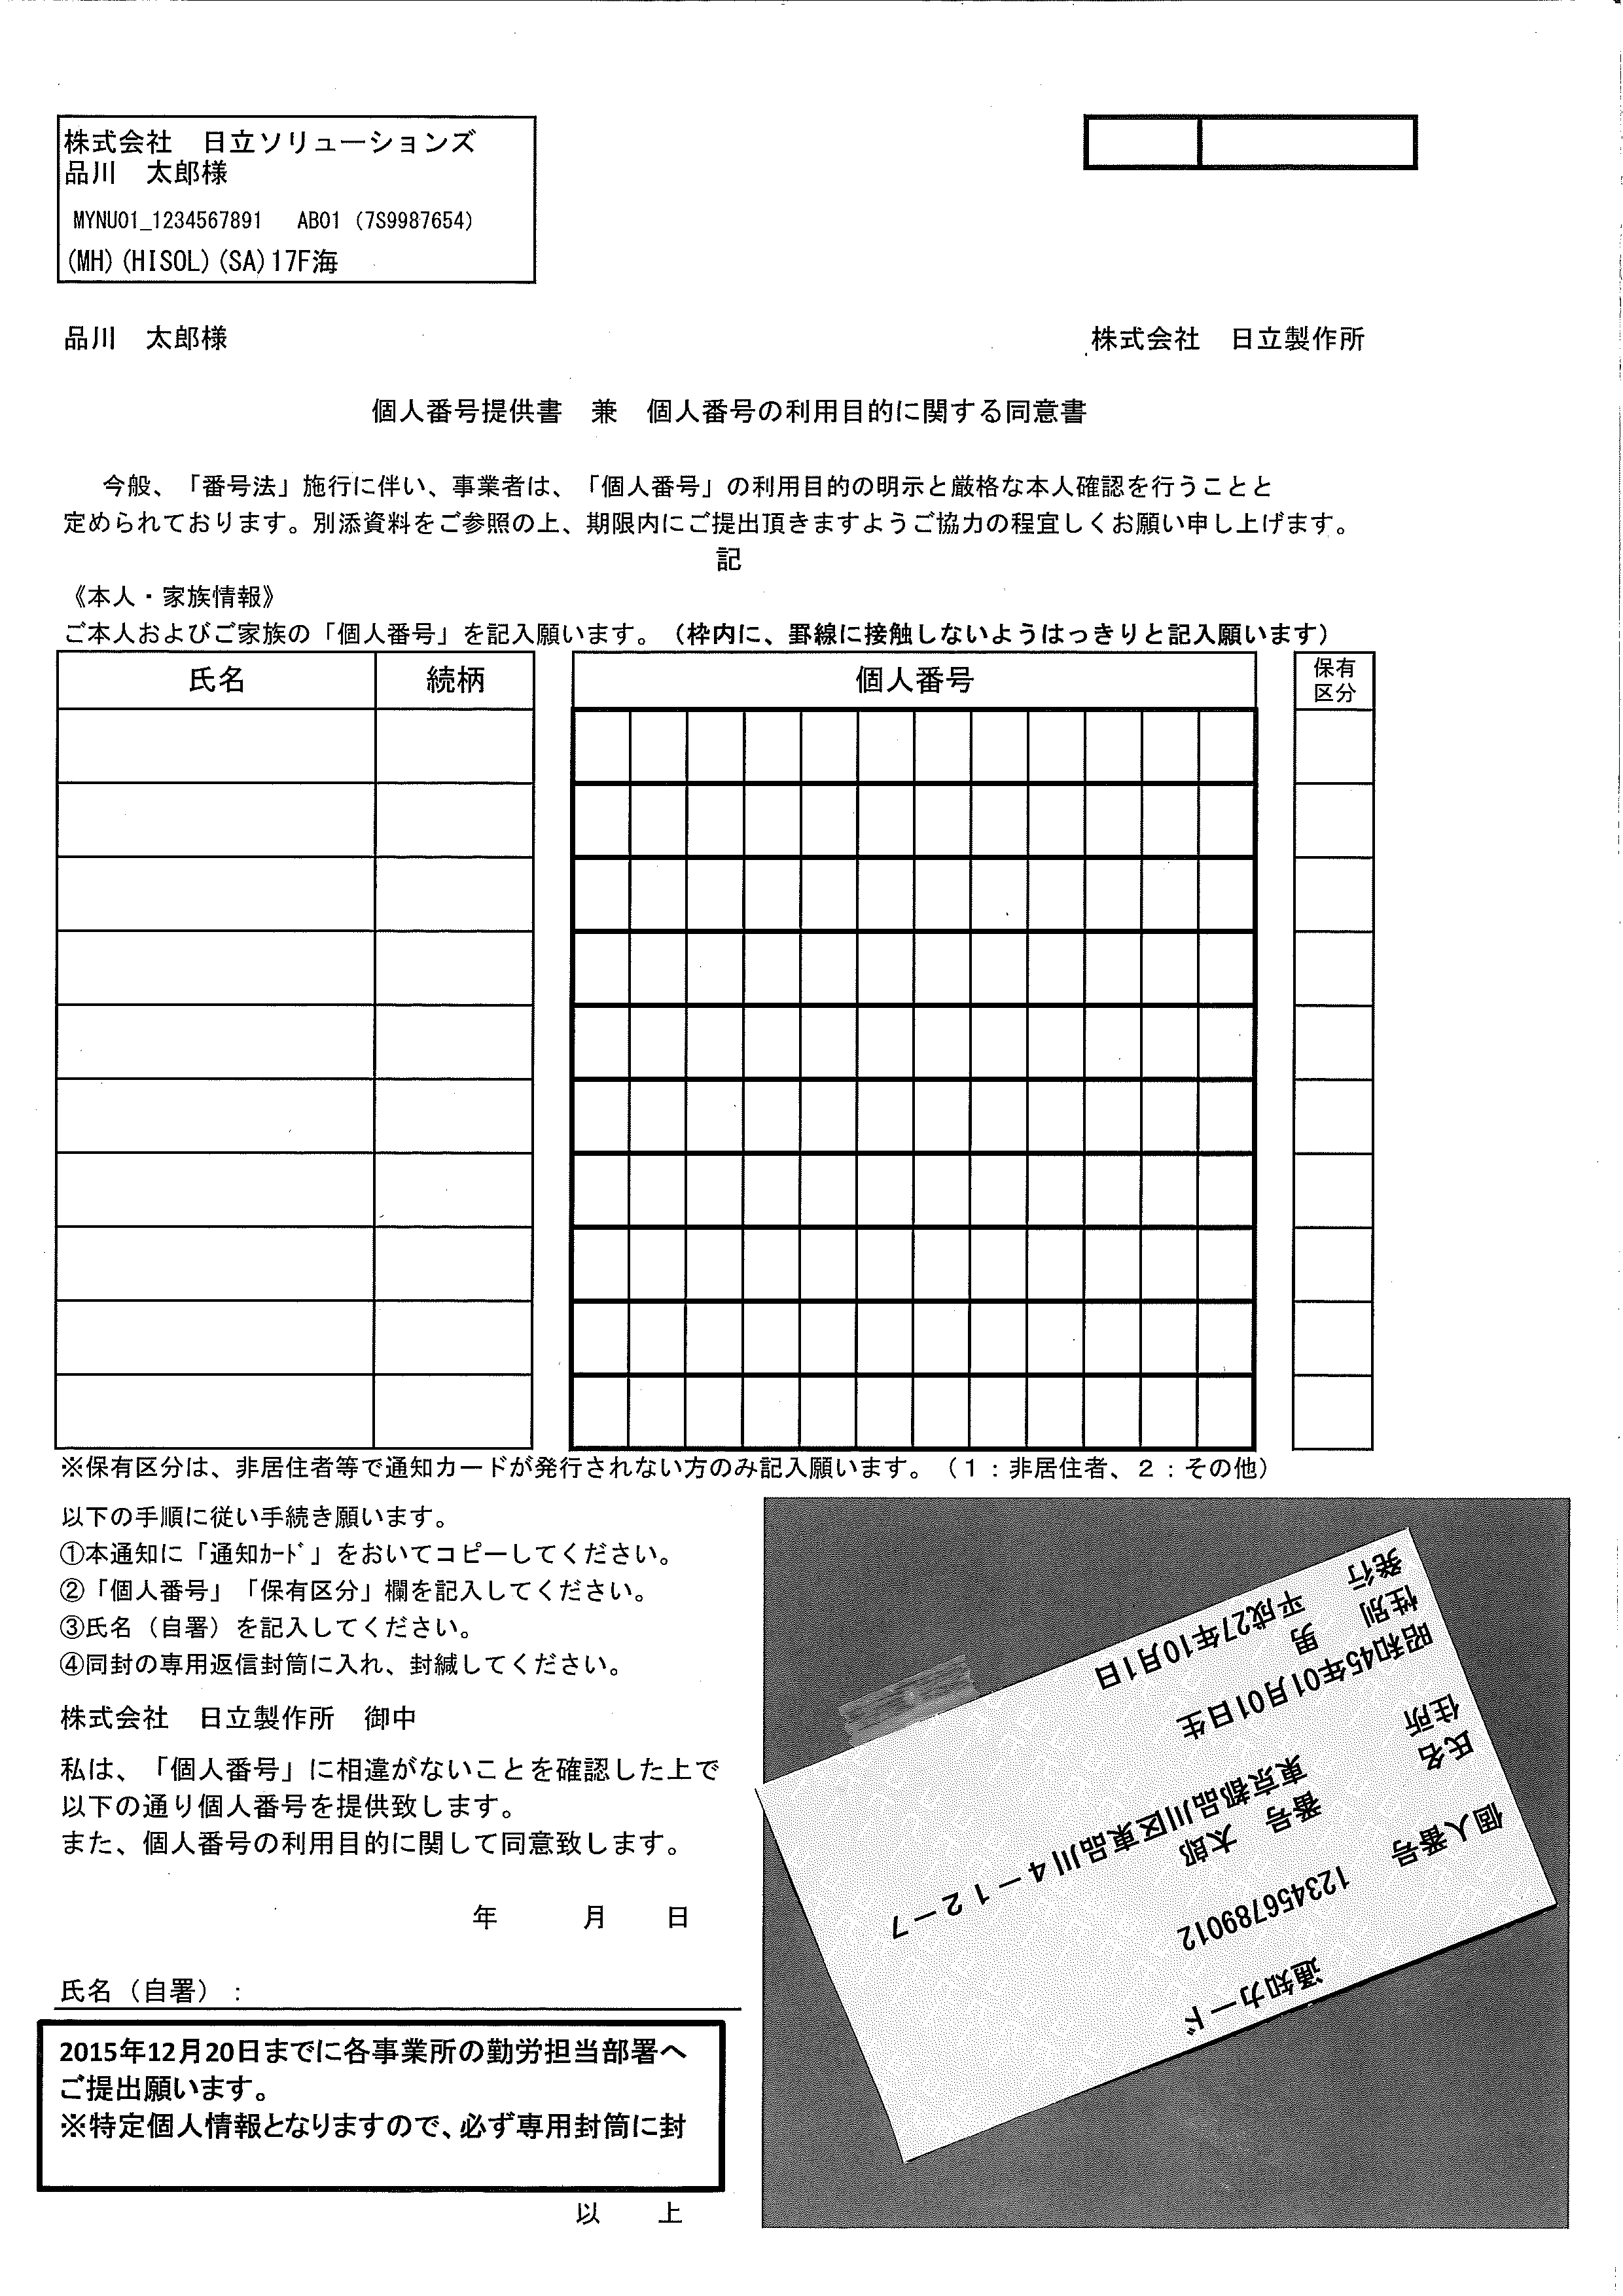 株式会社　日立ソリューションズ
品川　太郎様
MYNU01_1234567891　AB01（7S9987654）
(MH)(HISOL)(SA)17F海
品川　太郎様　　　　株式会社　日立製作所
個人番号提供書　兼　個人番号の利用目的に関する同意書
今般、「番号法」施行に伴い、事業者は、「個人番号」の利用目的の明示と厳格な本人確認を行うことと
定められております。別添資料をご参照の上、期限内にご提出頂きますようご協力の程宜しくお願い申し上げます。
記
《本人・家族情報》
ご本人およびご家族の「個人番号」を記入願います。（枠内に、罫線に接触しないようはっきりと記入願います）
氏名　続柄　個人番号　保有
区分
※保有区分は、非居住者等で通知カードが発行されない方のみ記入願います。（１：非居住者、２：その他）
以下の手順に従い手続き願います。
①本通知に「通知ｶｰﾄﾞ」をおいてコピーしてください。
②「個人番号」「保有区分」欄を記入してください。
③氏名（自署）を記入してください。
④同封の専用返信封筒に入れ、封緘してください。
株式会社　日立製作所　御中
私は、「個人番号」に相違がないことを確認した上で
以下の通り個人番号を提供致します。
また、個人番号の利用目的に関して同意致します。
年　　月　　日
氏名（自署）：
2015年12月20日までに各事業所の勤労担当部署へ
ご提出願います。
※特定個人情報となりますので、必ず専用封筒に封
以　　上
通知カード
個人番号　123456789012
氏名　番号　太郎
住所　東京都品川区東品川４－１２－７
昭和45年01月01日生
性別　男
発行　平成27年10月1日